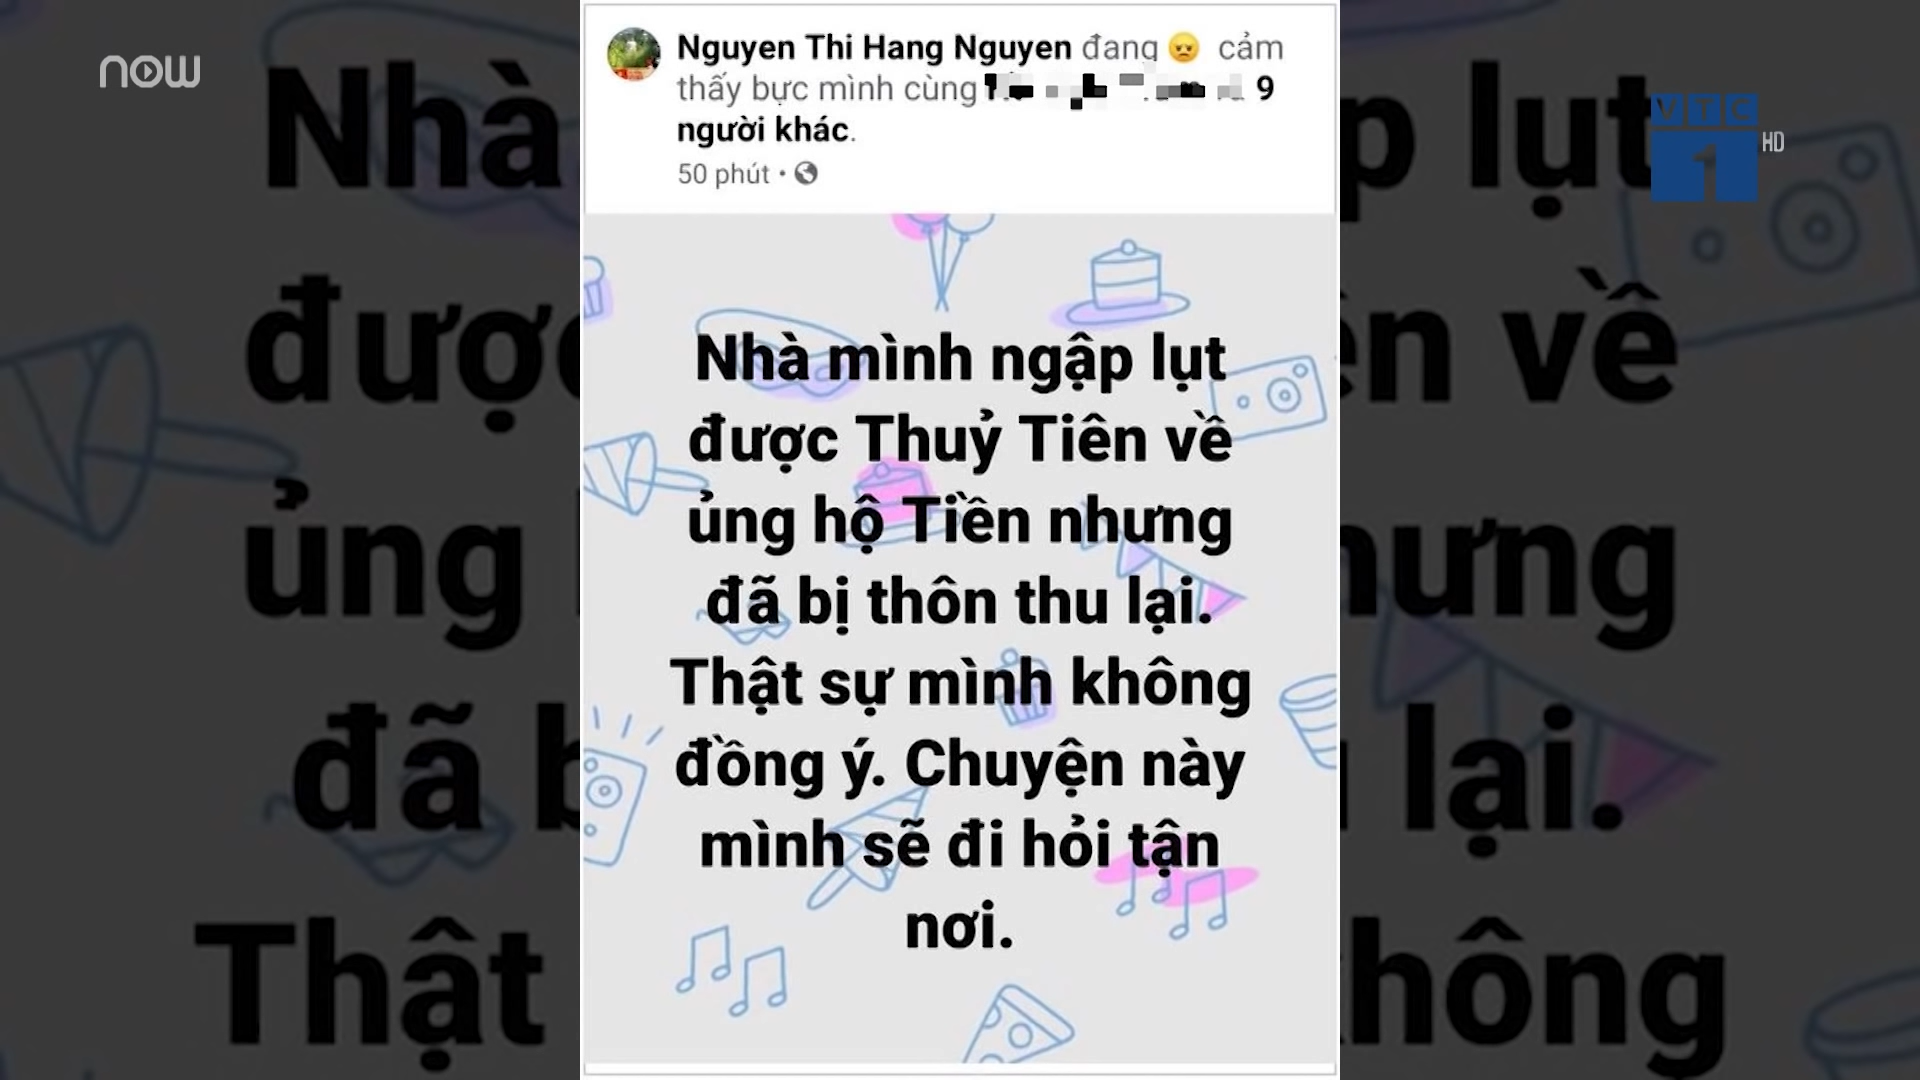 now
VTC
1
HD
Nguyen Thi Hang Nguyen đang cảm
thấy bực mình cùng 9
người khác.
50 phút •
Nhà mình ngập lụt
được Thuỷ Tiên về
ủng hộ Tiền nhưng
đã bị thôn thu lại.
Thật sự mình không
đồng ý. Chuyện này
mình sẽ đi hỏi tận
nơi.